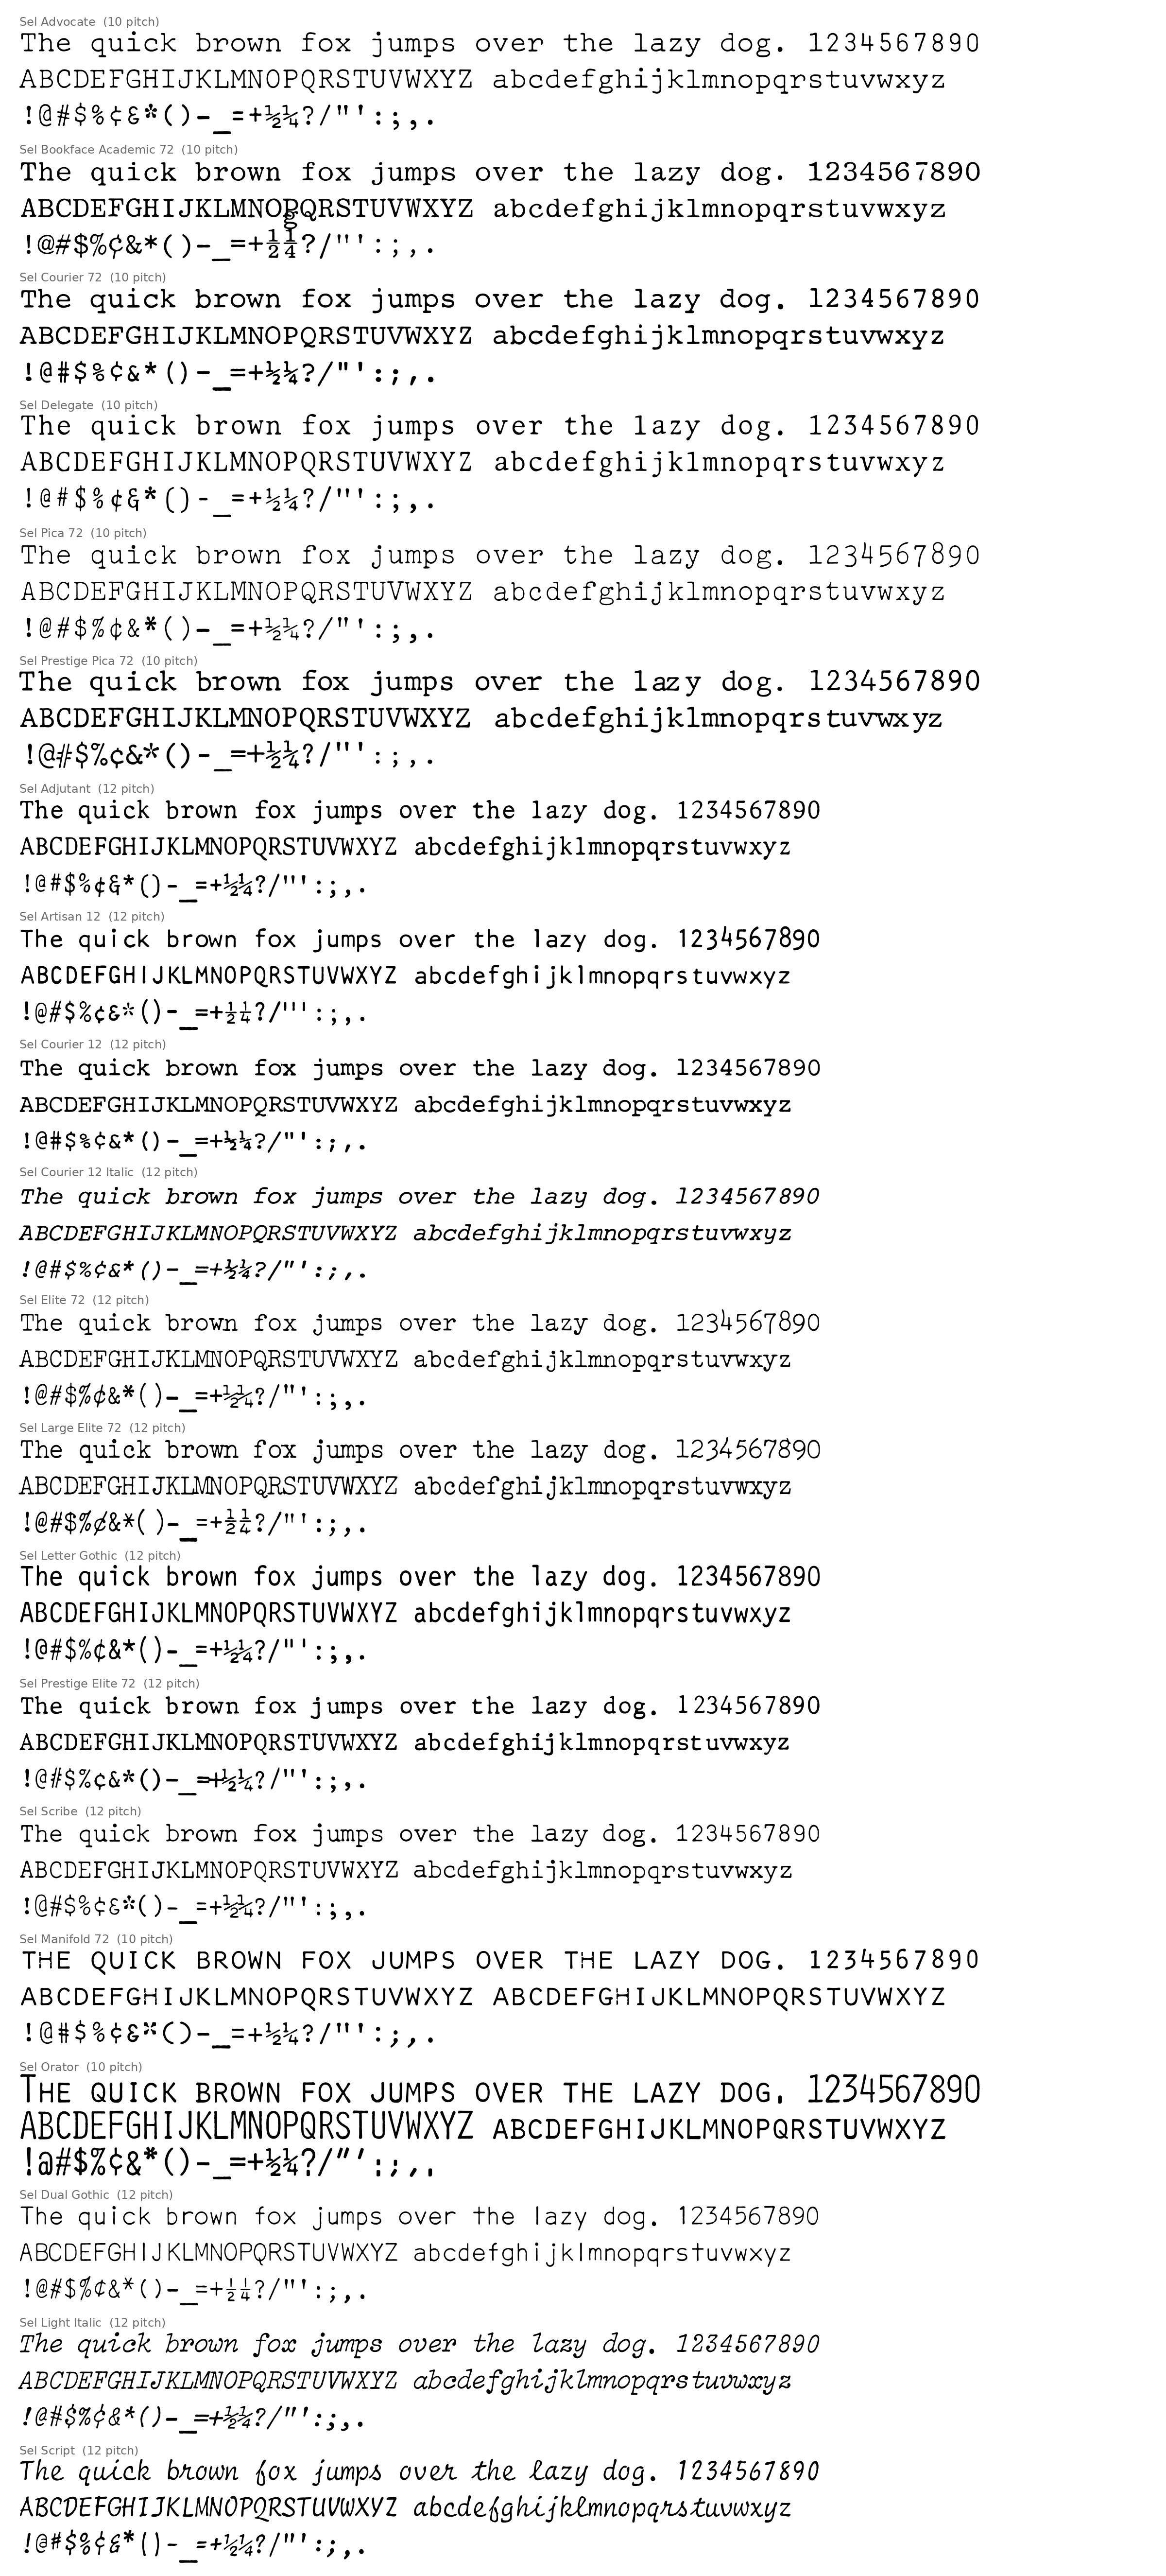 Sel Advocate (10 pitch)
The quick brown fox jumps over the lazy dog. 1234567890
ABCDEFGHIJKLMNOPQRSTUVWXYZ abcdefghijklmnopqrstuvwxyz
!@#$%¢&*()-_=+½¼?/"':;,.
Sel Bookface Academic 72 (10 pitch)
The quick brown fox jumps over the lazy dog. 1234567890
ABCDEFGHIJKLMNOPQRSTUVWXYZ abcdefghijklmnopqrstuvwxyz
!@#$%¢&*()-_=+½¼?/"':;,.
Sel Courier 72 (10 pitch)
The quick brown fox jumps over the lazy dog. 1234567890
ABCDEFGHIJKLMNOPQRSTUVWXYZ abcdefghijklmnopqrstuvwxyz
!@#$%¢&*()-_=+½¼?/"':;,.
Sel Delegate (10 pitch)
The quick brown fox jumps over the lazy dog. 1234567890
ABCDEFGHIJKLMNOPQRSTUVWXYZ abcdefghijklmnopqrstuvwxyz
!@#$%¢&*()-_=+½¼?/"':;,.
Sel Pica 72 (10 pitch)
The quick brown fox jumps over the lazy dog. 1234567890
ABCDEFGHIJKLMNOPQRSTUVWXYZ abcdefghijklmnopqrstuvwxyz
!@#$%¢&*()-_=+½¼?/"':;,.
Sel Prestige Pica 72 (10 pitch)
The quick brown fox jumps over the lazy dog. 1234567890
ABCDEFGHIJKLMNOPQRSTUVWXYZ abcdefghijklmnopqrstuvwxyz
!@#$%¢&*()-_=+½¼?/"':;,.
Sel Adjutant (12 pitch)
The quick brown fox jumps over the lazy dog. 1234567890
ABCDEFGHIJKLMNOPQRSTUVWXYZ abcdefghijklmnopqrstuvwxyz
!@#$%¢&*()-_=+½¼?/"':;,.
Sel Artisan 12 (12 pitch)
The quick brown fox jumps over the lazy dog. 1234567890
ABCDEFGHIJKLMNOPQRSTUVWXYZ abcdefghijklmnopqrstuvwxyz
!@#$%¢&*()-_=+½¼?/"':;,.
Sel Courier 12 (12 pitch)
The quick brown fox jumps over the lazy dog. 1234567890
ABCDEFGHIJKLMNOPQRSTUVWXYZ abcdefghijklmnopqrstuvwxyz
!@#$%¢&*()-_=+½¼?/"':;,.
Sel Courier 12 Italic (12 pitch)
The quick brown fox jumps over the lazy dog. 1234567890
ABCDEFGHIJKLMNOPQRSTUVWXYZ abcdefghijklmnopqrstuvwxyz
!@#$%¢&*()-_=+½¼?/"':;,.
Sel Elite 72 (12 pitch)
The quick brown fox jumps over the lazy dog. 1234567890
ABCDEFGHIJKLMNOPQRSTUVWXYZ abcdefghijklmnopqrstuvwxyz
!@#$%¢&*()-_=+½¼?/"':;,.
Sel Large Elite 72 (12 pitch)
The quick brown fox jumps over the lazy dog. 1234567890
ABCDEFGHIJKLMNOPQRSTUVWXYZ abcdefghijklmnopqrstuvwxyz
!@#$%¢&*()-_=+½¼?/"':;,.
Sel Letter Gothic (12 pitch)
The quick brown fox jumps over the lazy dog. 1234567890
ABCDEFGHIJKLMNOPQRSTUVWXYZ abcdefghijklmnopqrstuvwxyz
!@#$%¢&*()-_=+½¼?/"':;,.
Sel Prestige Elite 72 (12 pitch)
The quick brown fox jumps over the lazy dog. 1234567890
ABCDEFGHIJKLMNOPQRSTUVWXYZ abcdefghijklmnopqrstuvwxyz
!@#$%¢&*()-_=+½¼?/"':;,.
Sel Scribe (12 pitch)
The quick brown fox jumps over the lazy dog. 1234567890
ABCDEFGHIJKLMNOPQRSTUVWXYZ abcdefghijklmnopqrstuvwxyz
!@#$%¢&*()-_=+½¼?/"':;,.
Sel Manifold 72 (10 pitch)
THE QUICK BROWN FOX JUMPS OVER THE LAZY DOG. 1234567890
ABCDEFGHIJKLMNOPQRSTUVWXYZ ABCDEFGHIJKLMNOPQRSTUVWXYZ
!@#$%¢&*()-_=+½¼?/"':;,.
Sel Orator (10 pitch)
THE QUICK BROWN FOX JUMPS OVER THE LAZY DOG. 1234567890
ABCDEFGHIJKLMNOPQRSTUVWXYZ ABCDEFGHIJKLMNOPQRSTUVWXYZ
!@#$%¢&*()-_=+½¼?/"':;,.
Sel Dual Gothic (12 pitch)
The quick brown fox jumps over the lazy dog. 1234567890
ABCDEFGHIJKLMNOPQRSTUVWXYZ abcdefghijklmnopqrstuvwxyz
!@#$%¢&*()-_=+½¼?/"':;,.
Sel Light Italic (12 pitch)
The quick brown fox jumps over the lazy dog. 1234567890
ABCDEFGHIJKLMNOPQRSTUVWXYZ abcdefghijklmnopqrstuvwxyz
!@#$%¢&*()-_=+½¼?/"':;,.
Sel Script (12 pitch)
The quick brown fox jumps over the lazy dog. 1234567890
ABCDEFGHIJKLMNOPQRSTUVWXYZ abcdefghijklmnopqrstuvwxyz
!@#$%¢&*()-_=+½¼?/"':;,.